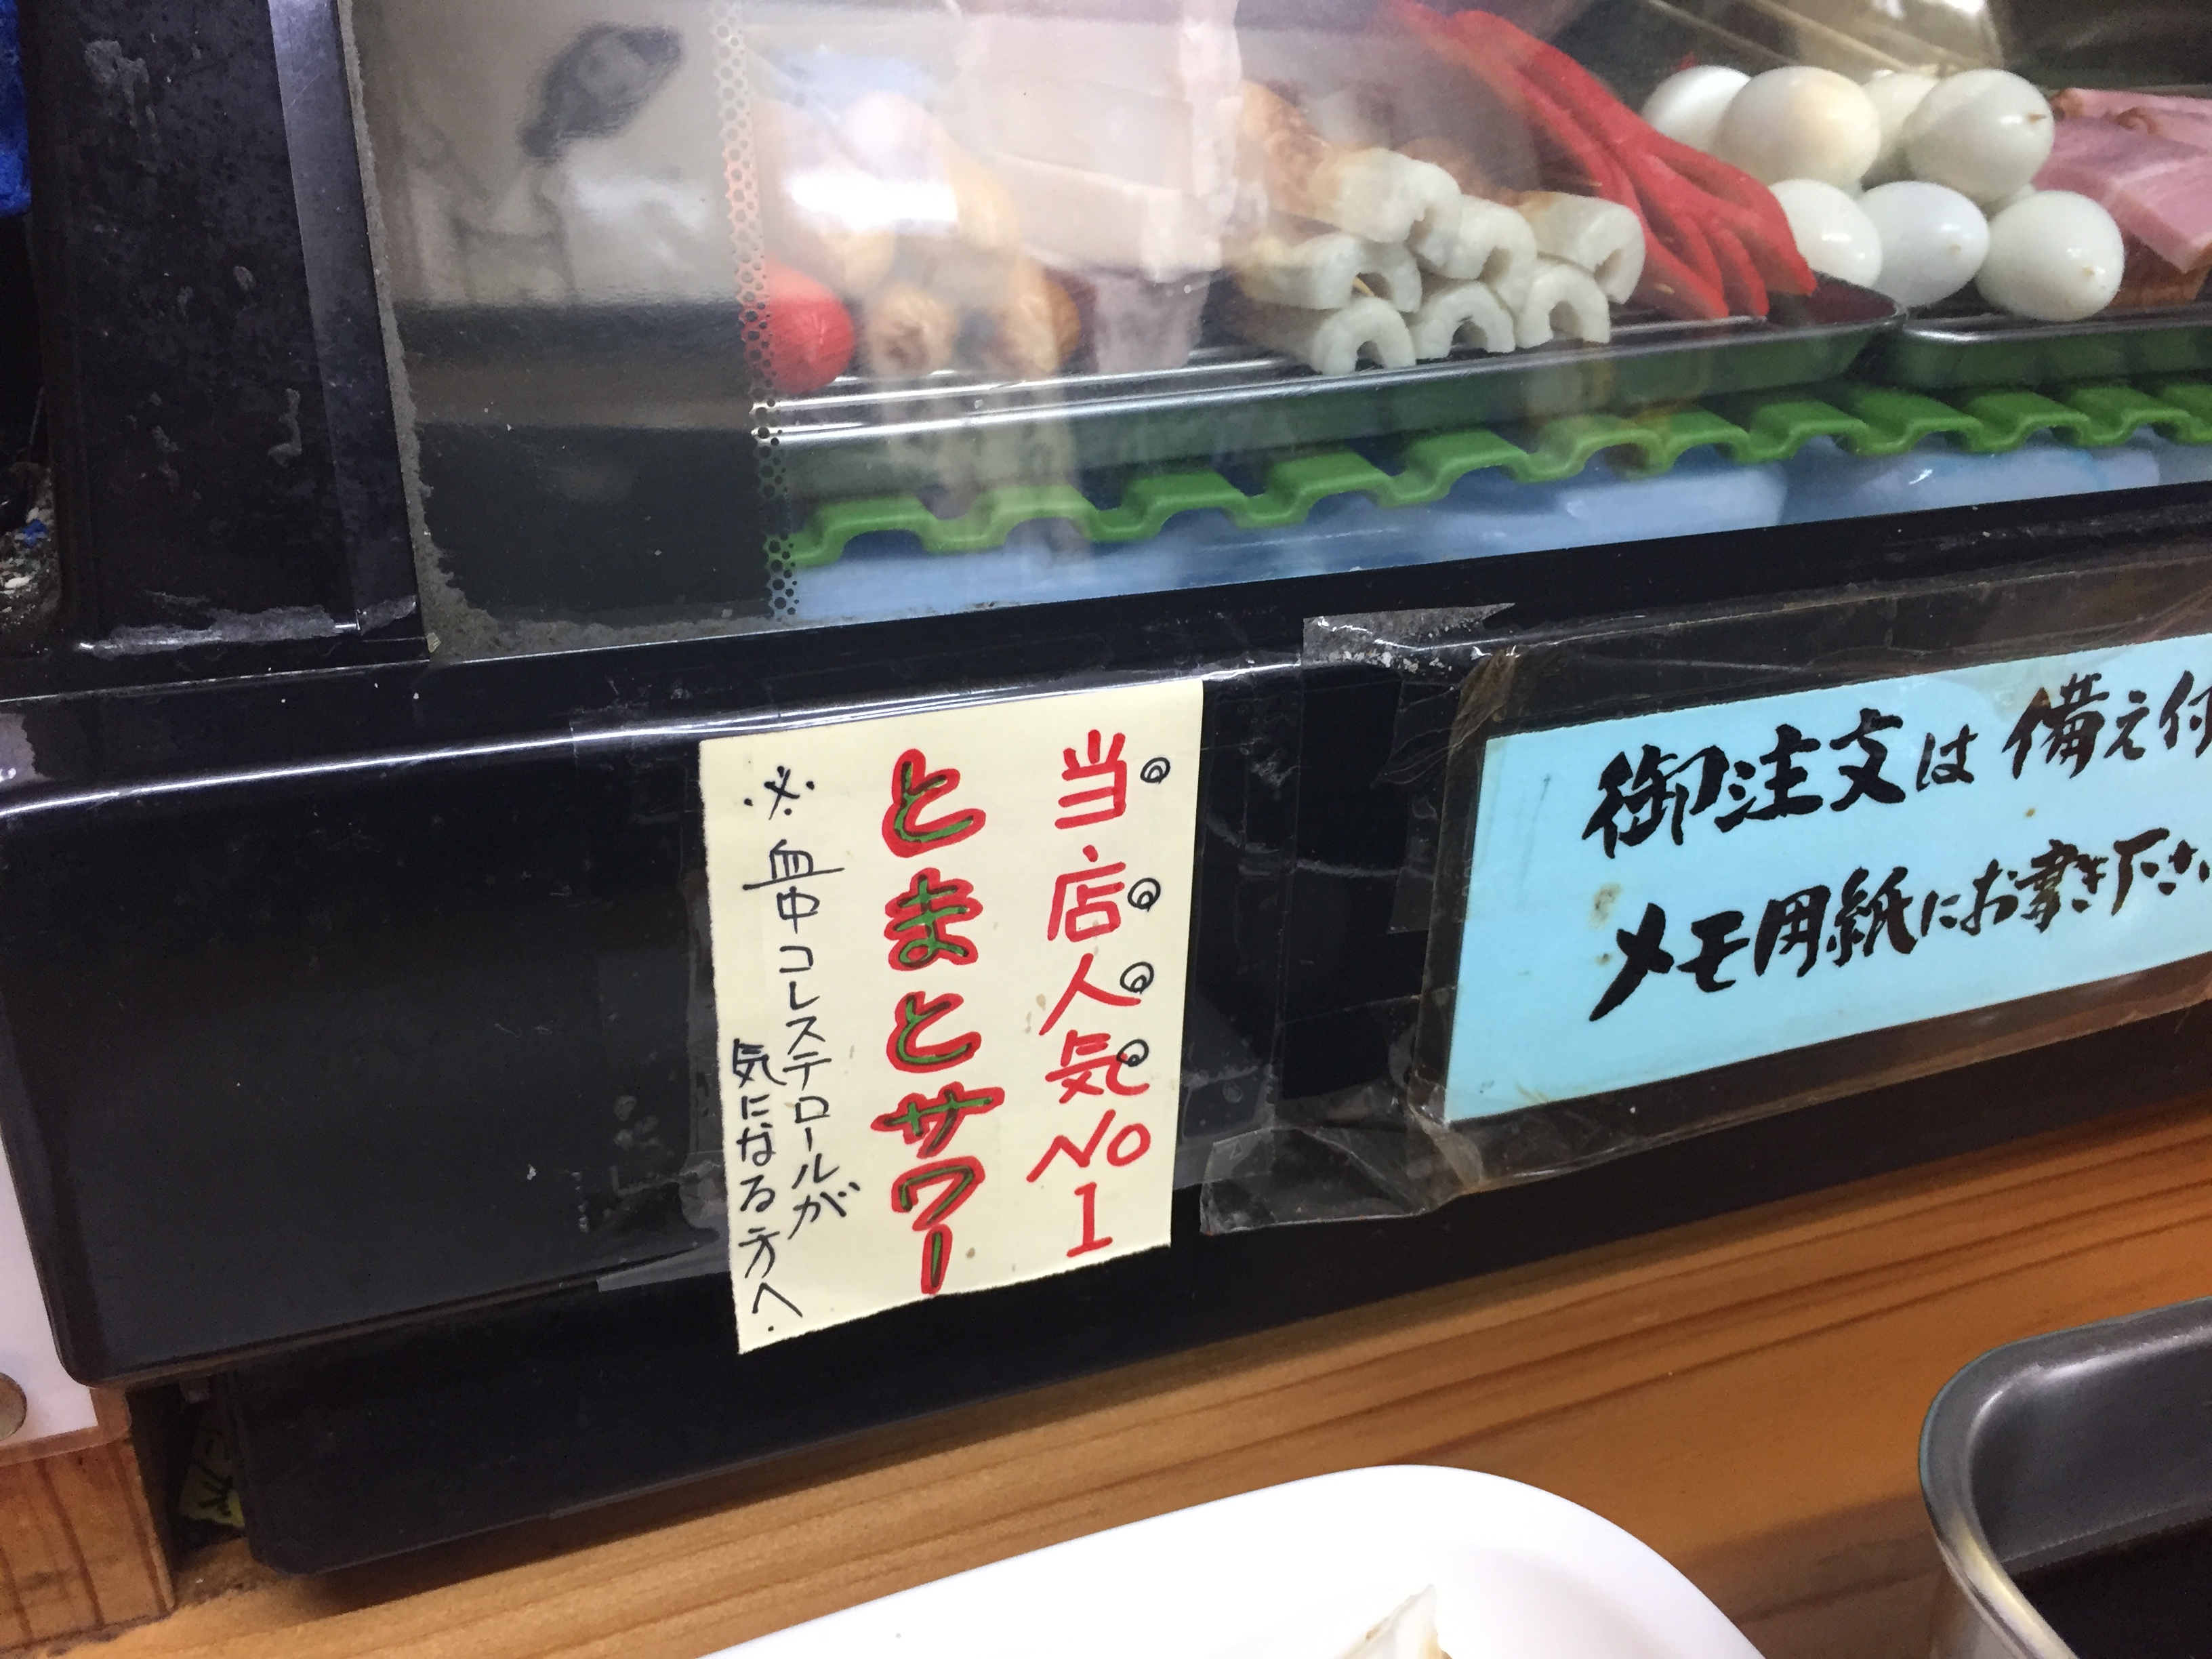 当店人気No1
とまとサワー
※血中コレステロールが
気になる方へ.
御注文は備え付
メモ用紙にお書き下さ